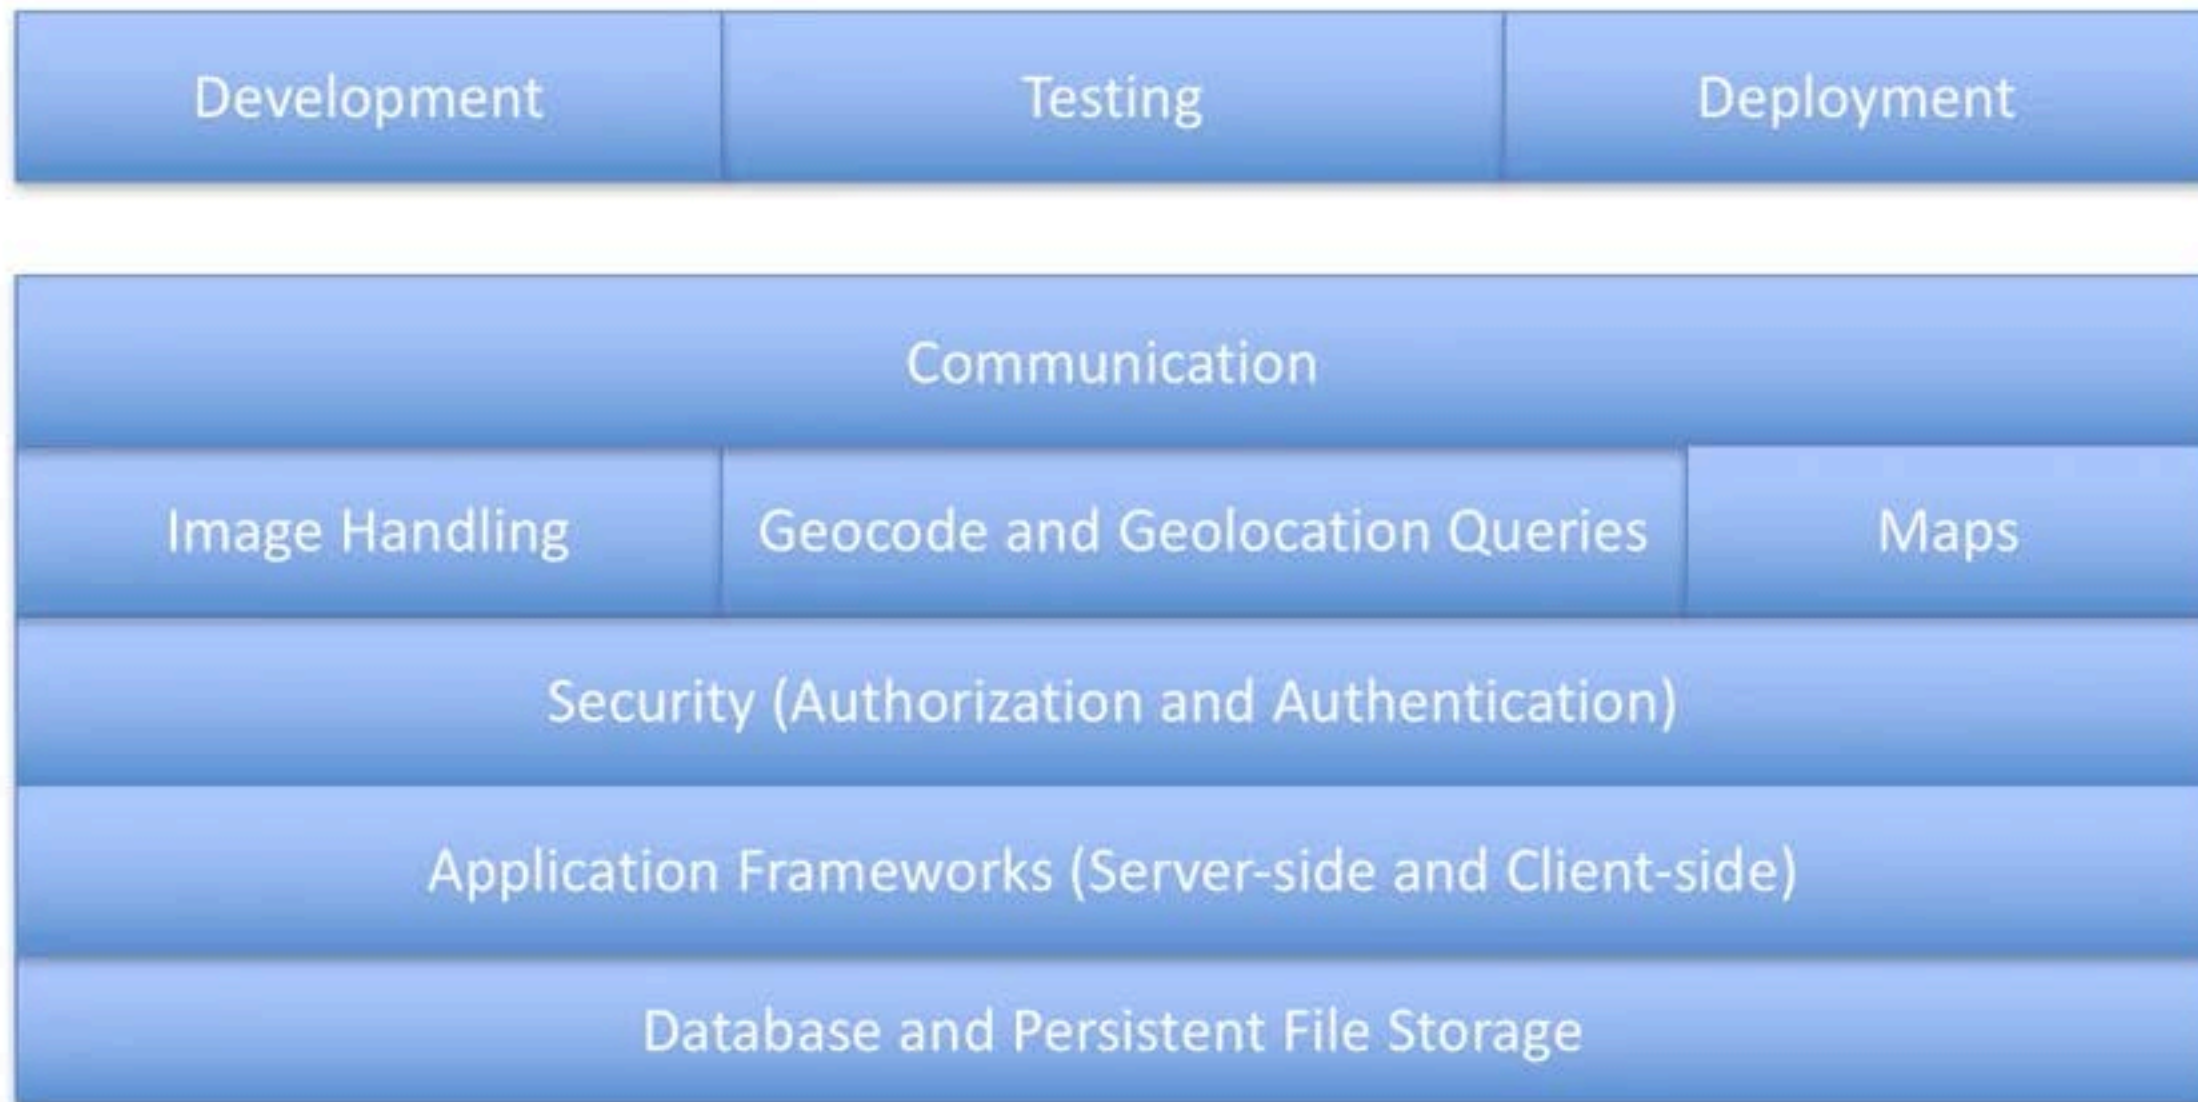 Development
Testing
Deployment
Communication
Image Handling
Geocode and Geolocation Queries
Maps
Security (Authorization and Authentication)
Application Frameworks (Server-side and Client-side)
Database and Persistent File Storage